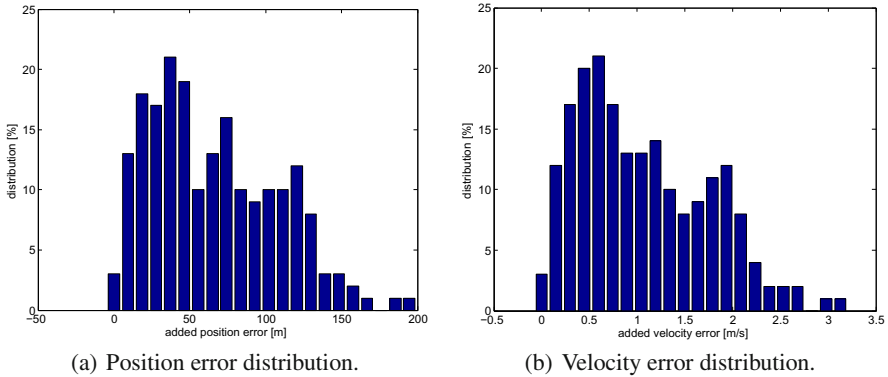 25
20
15
10
5
0
distribution [%]
-50 0 50 100 150 200
added position error [m]
(a) Position error distribution.
25
20
15
10
5
0
distribution [%]
-0.5 0 0.5 1 1.5 2 2.5 3 3.5
added velocity error [m/s]
(b) Velocity error distribution.